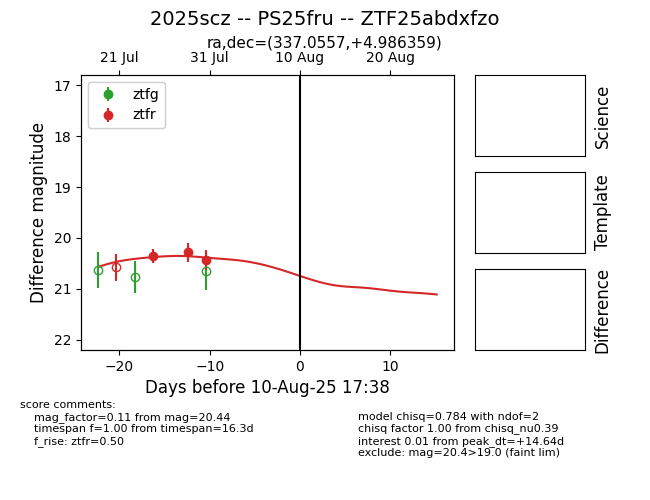 2025scz -- PS25fru -- ZTF25abdxfzo
ra,dec=(337.0557,+4.986359)
21 Jul 31 Jul 10 Aug 20 Aug
ztfg
ztfr
17
18
19
20
21
22
Difference magnitude
−20 −10 0 10
Days before 10-Aug-25 17:38
Science
Template
Difference
score comments:
mag_factor=0.11 from mag=20.44
timespan f=1.00 from timespan=16.3d
f_rise: ztfr=0.50
model chisq=0.784 with ndof=2
chisq factor 1.00 from chisq_nu0.39
interest 0.01 from peak_dt=+14.64d
exclude: mag=20.4>19.0 (faint lim)